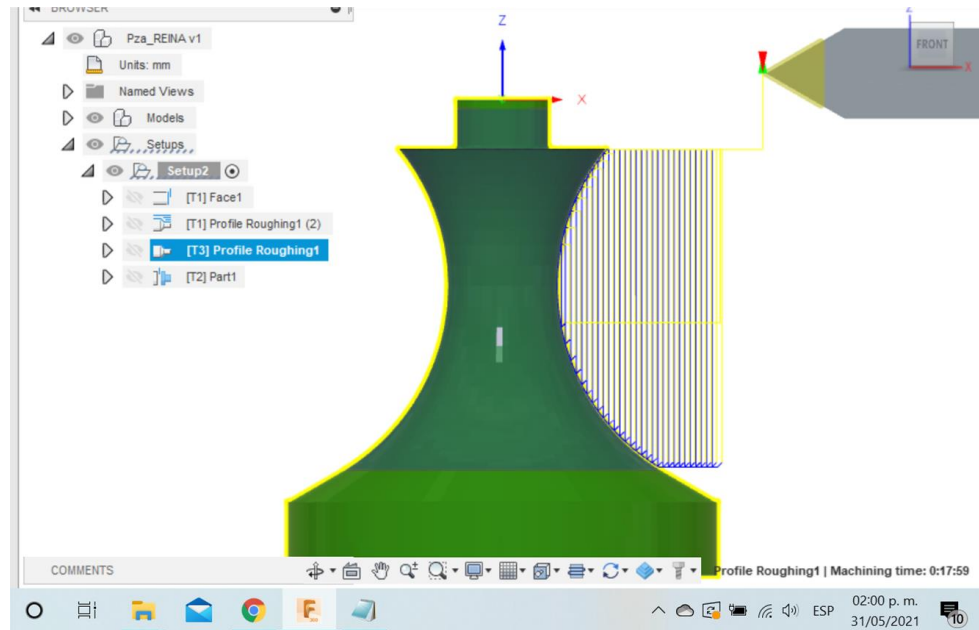 BROWSER
Pza_REINA v1
Units: mm
Named Views
Models
Setups
Setup2
[T1] Face1
[T1] Profile Roughing1 (2)
[T3] Profile Roughing1
[T2] Part1
Z
X
Z
FRONT
X
COMMENTS
Profile Roughing1 | Machining time: 0:17:59
ESP
02:00 p. m.
31/05/2021
10